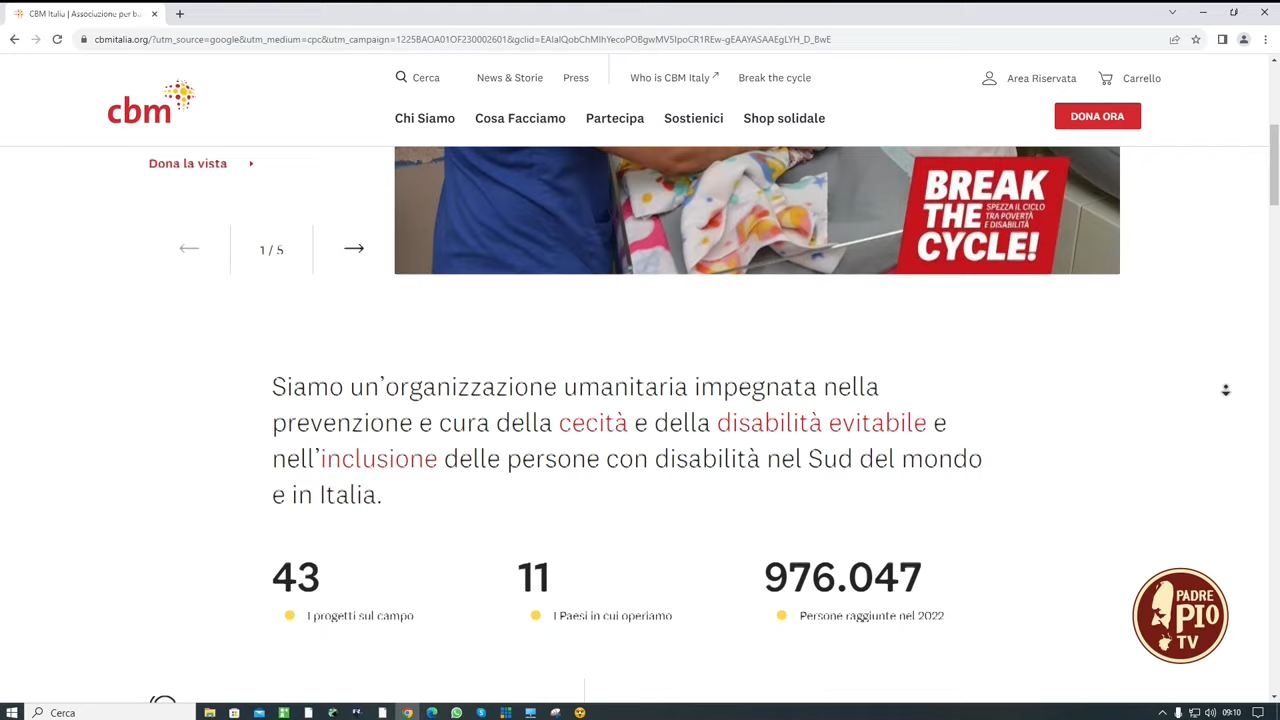 CBM Italia | Associazione per ba
cbmitalia.org/?utm_source=google&utm_medium=cpc&utm_campaign=1225BAOA01OF230002601&gclid=EAIaIQobChMIhYecoPOBgwMV5IpoCR1REw-gEAAYASAAEgLYH_D_BwE
Cerca
News & Storie
Press
Who is CBM Italy
Break the cycle
Area Riservata
Carrello
cbm
Chi Siamo
Cosa Facciamo
Partecipa
Sostienici
Shop solidale
DONA ORA
Dona la vista
BREAK
THE SPEZZA IL CICLO TRA POVERTÀ E DISABILITÀ
CYCLE!
1 / 5
Siamo un’organizzazione umanitaria impegnata nella
prevenzione e cura della cecità e della disabilità evitabile e
nell’inclusione delle persone con disabilità nel Sud del mondo
e in Italia.
43
11
976.047
I progetti sul campo
I Paesi in cui operiamo
Persone raggiunte nel 2022
PADRE
PIO
TV
Cerca
09:10